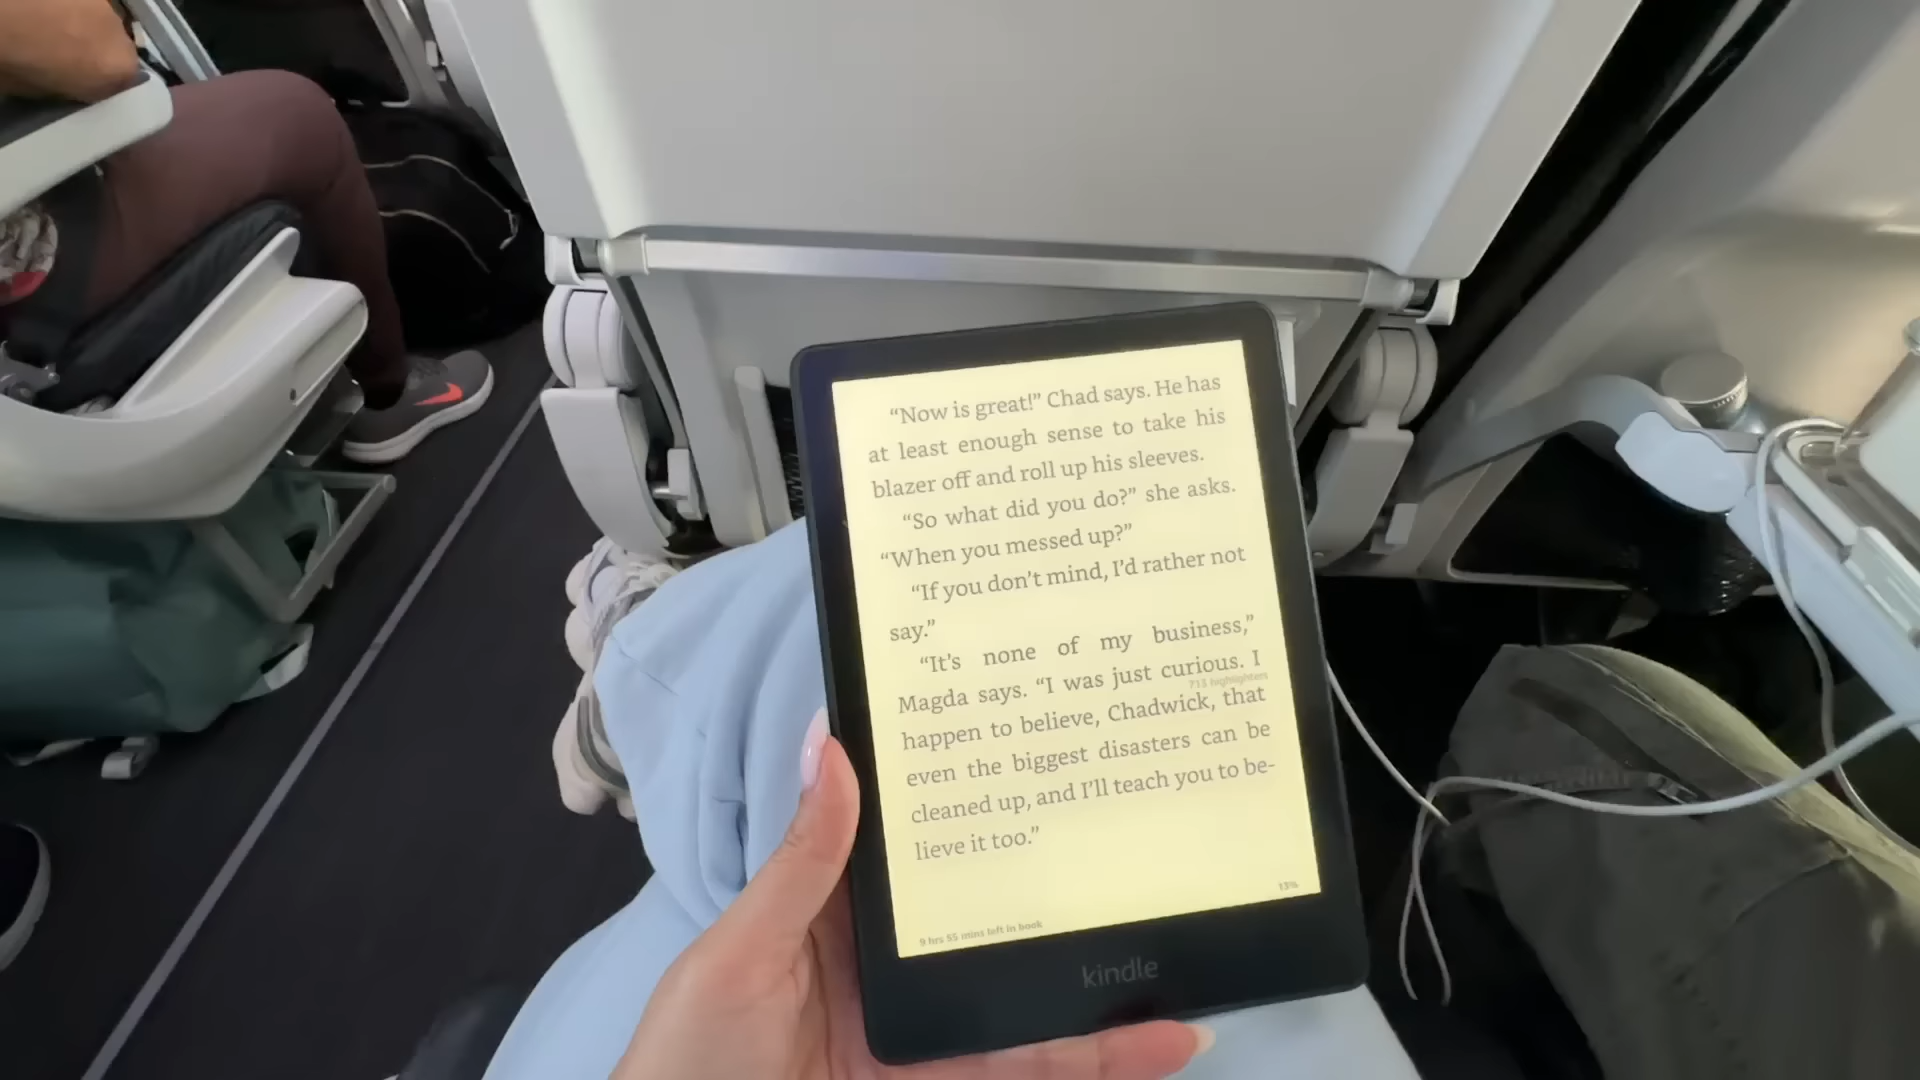 “Now is great!” Chad says. He has
at least enough sense to take his
blazer off and roll up his sleeves.
“So what did you do?” she asks.
“When you messed up?”
“If you don’t mind, I’d rather not
say.”
“It’s none of my business,”
Magda says. “I was just curious. I
713 highlighters
happen to believe, Chadwick, that
even the biggest disasters can be
cleaned up, and I’ll teach you to be-
lieve it too.”
9 hrs 55 mins left in book
13%
kindle